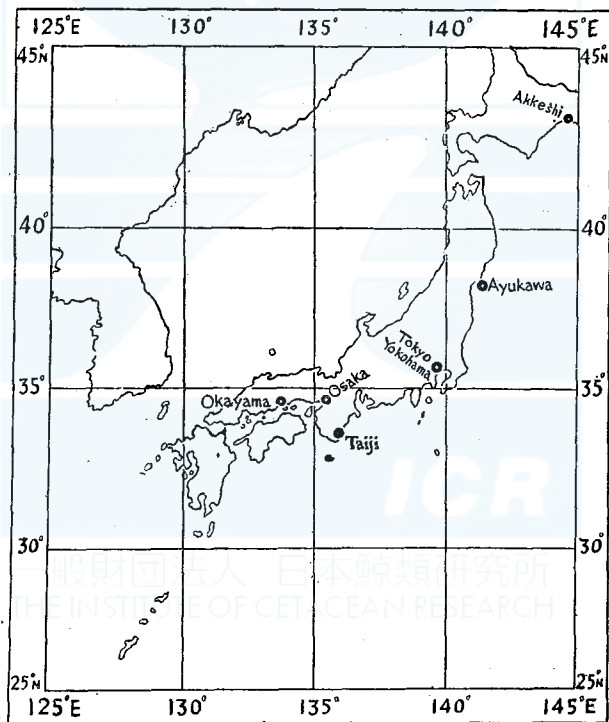 125°E 130° 135° 140° 145°E
45°N 45°N
Akkeshi
40° 40°
Ayukawa
Tokyo
Yokohama
35° 35°
Okayama
Osaka
Taiji
ICR
30° 30°
一般財団法人 日本鯨類研究所
THE INSTITUTE OF CETACEAN RESEARCH
25°N 25°N
125°E 130° 135° 140° 145°E